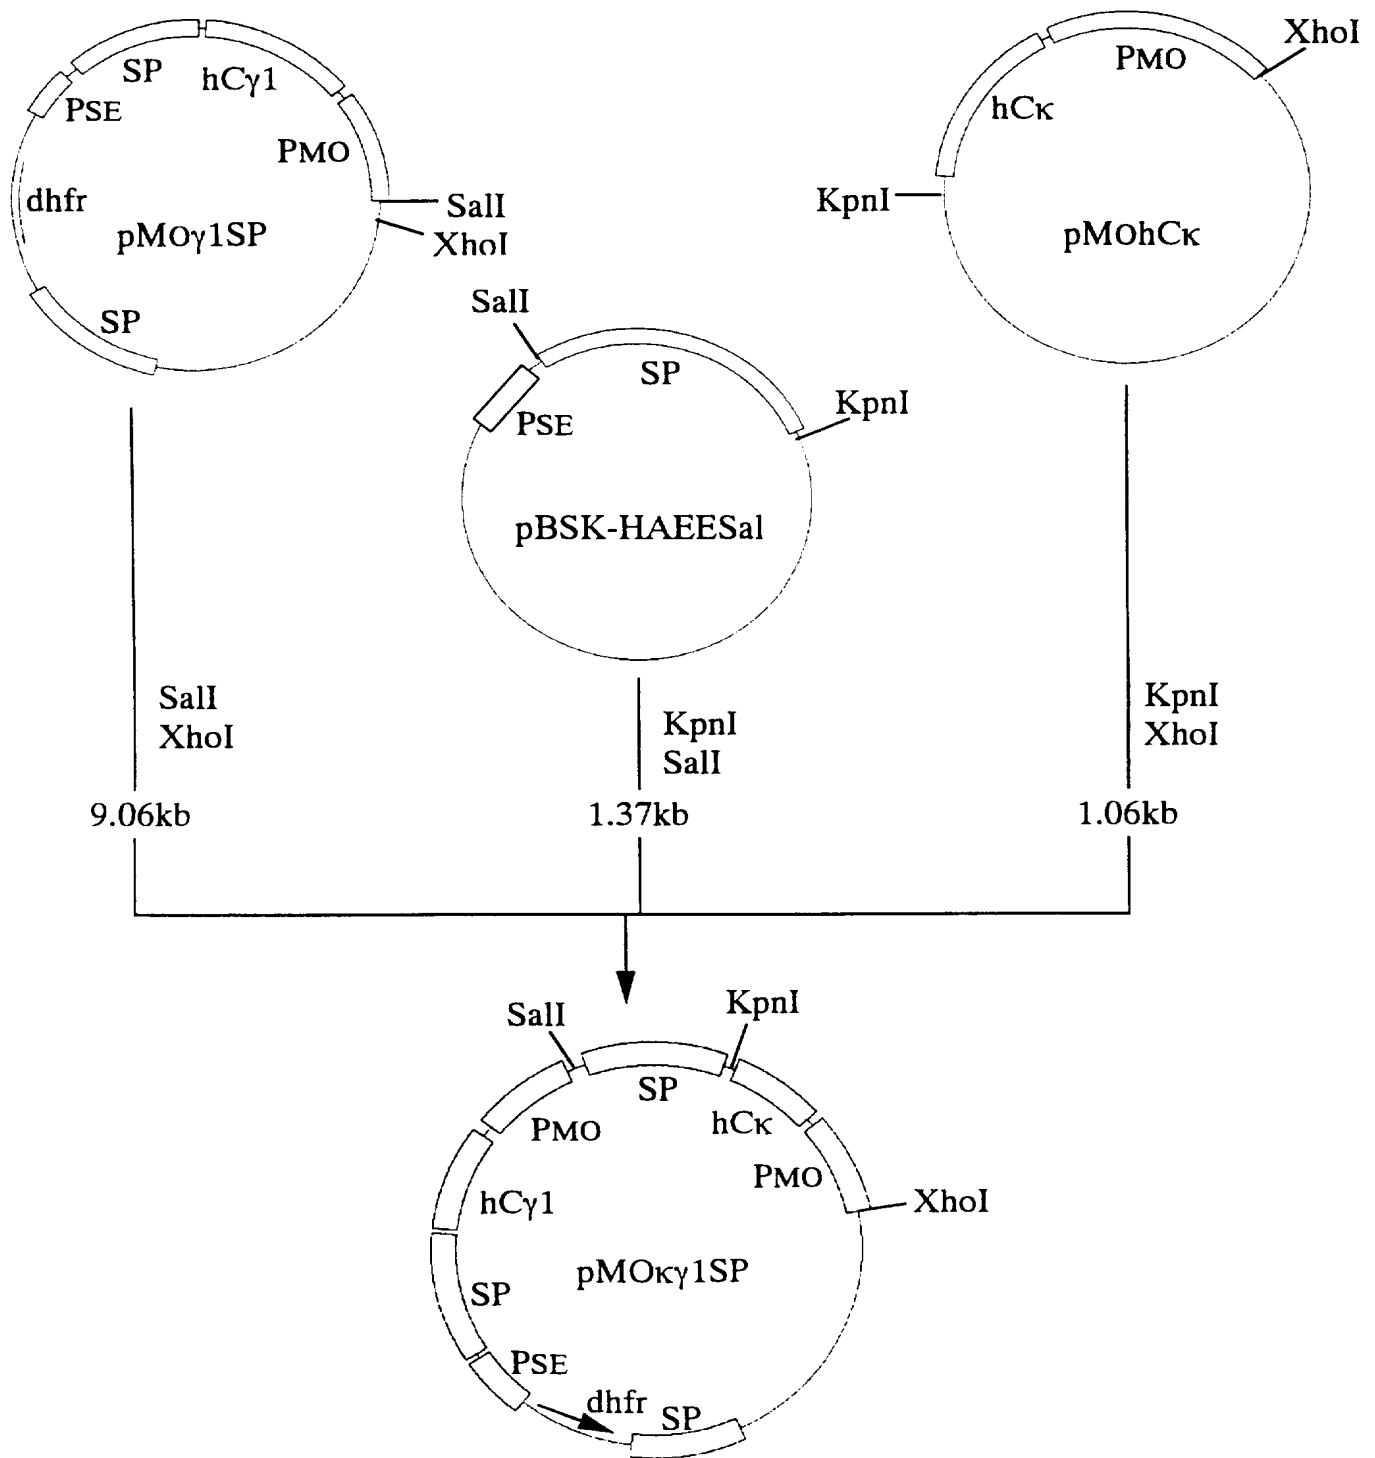 SP
hCγ1
PSE
PMO
dhfr
pMOγ1SP
SalI
XhoI
SP
XhoI
PMO
hCκ
KpnI
pMOhCκ
SalI
SP
PSE
KpnI
pBSK-HAEESal
SalI
XhoI
9.06kb
KpnI
SalI
1.37kb
KpnI
XhoI
1.06kb
SalI
KpnI
SP
PMO
hCκ
PMO
XhoI
hCγ1
pMOκγ1SP
SP
PSE
dhfr
SP